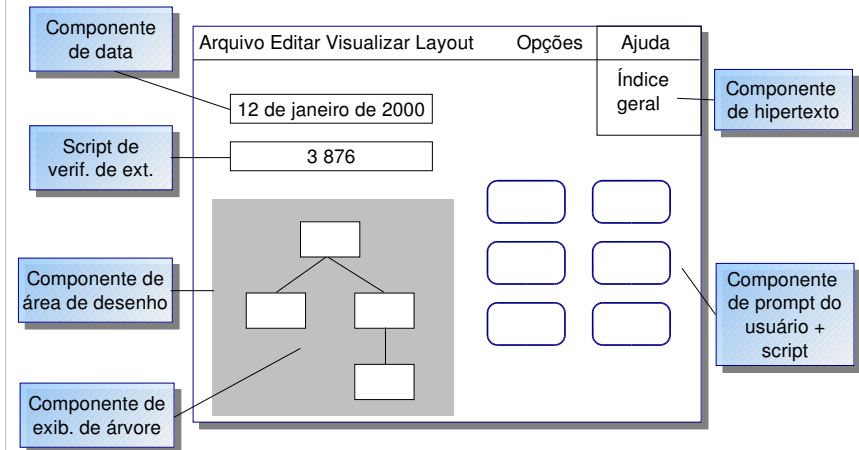 Componente
de data
Arquivo Editar Visualizar Layout Opções Ajuda
Índice
geral
Componente
de hipertexto
12 de janeiro de 2000
Script de
verif. de ext.
3 876
Componente de
área de desenho
Componente
de prompt do
usuário +
script
Componente de
exib. de árvore